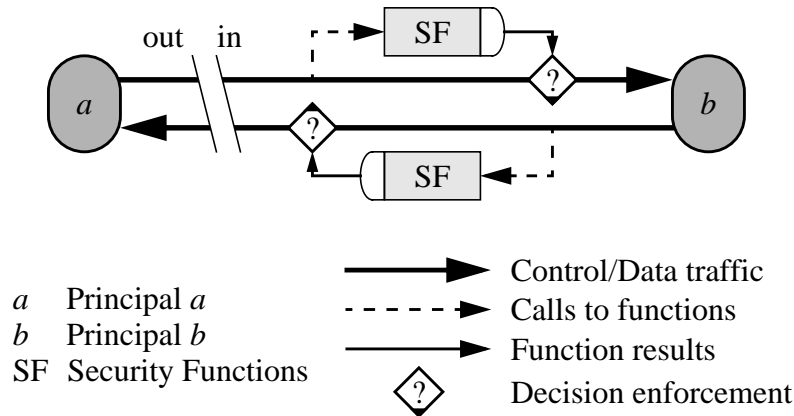 out in
SF
?
a
b
?
SF
Control/Data traffic
a Principal a
Calls to functions
b Principal b
Function results
SF Security Functions
? Decision enforcement